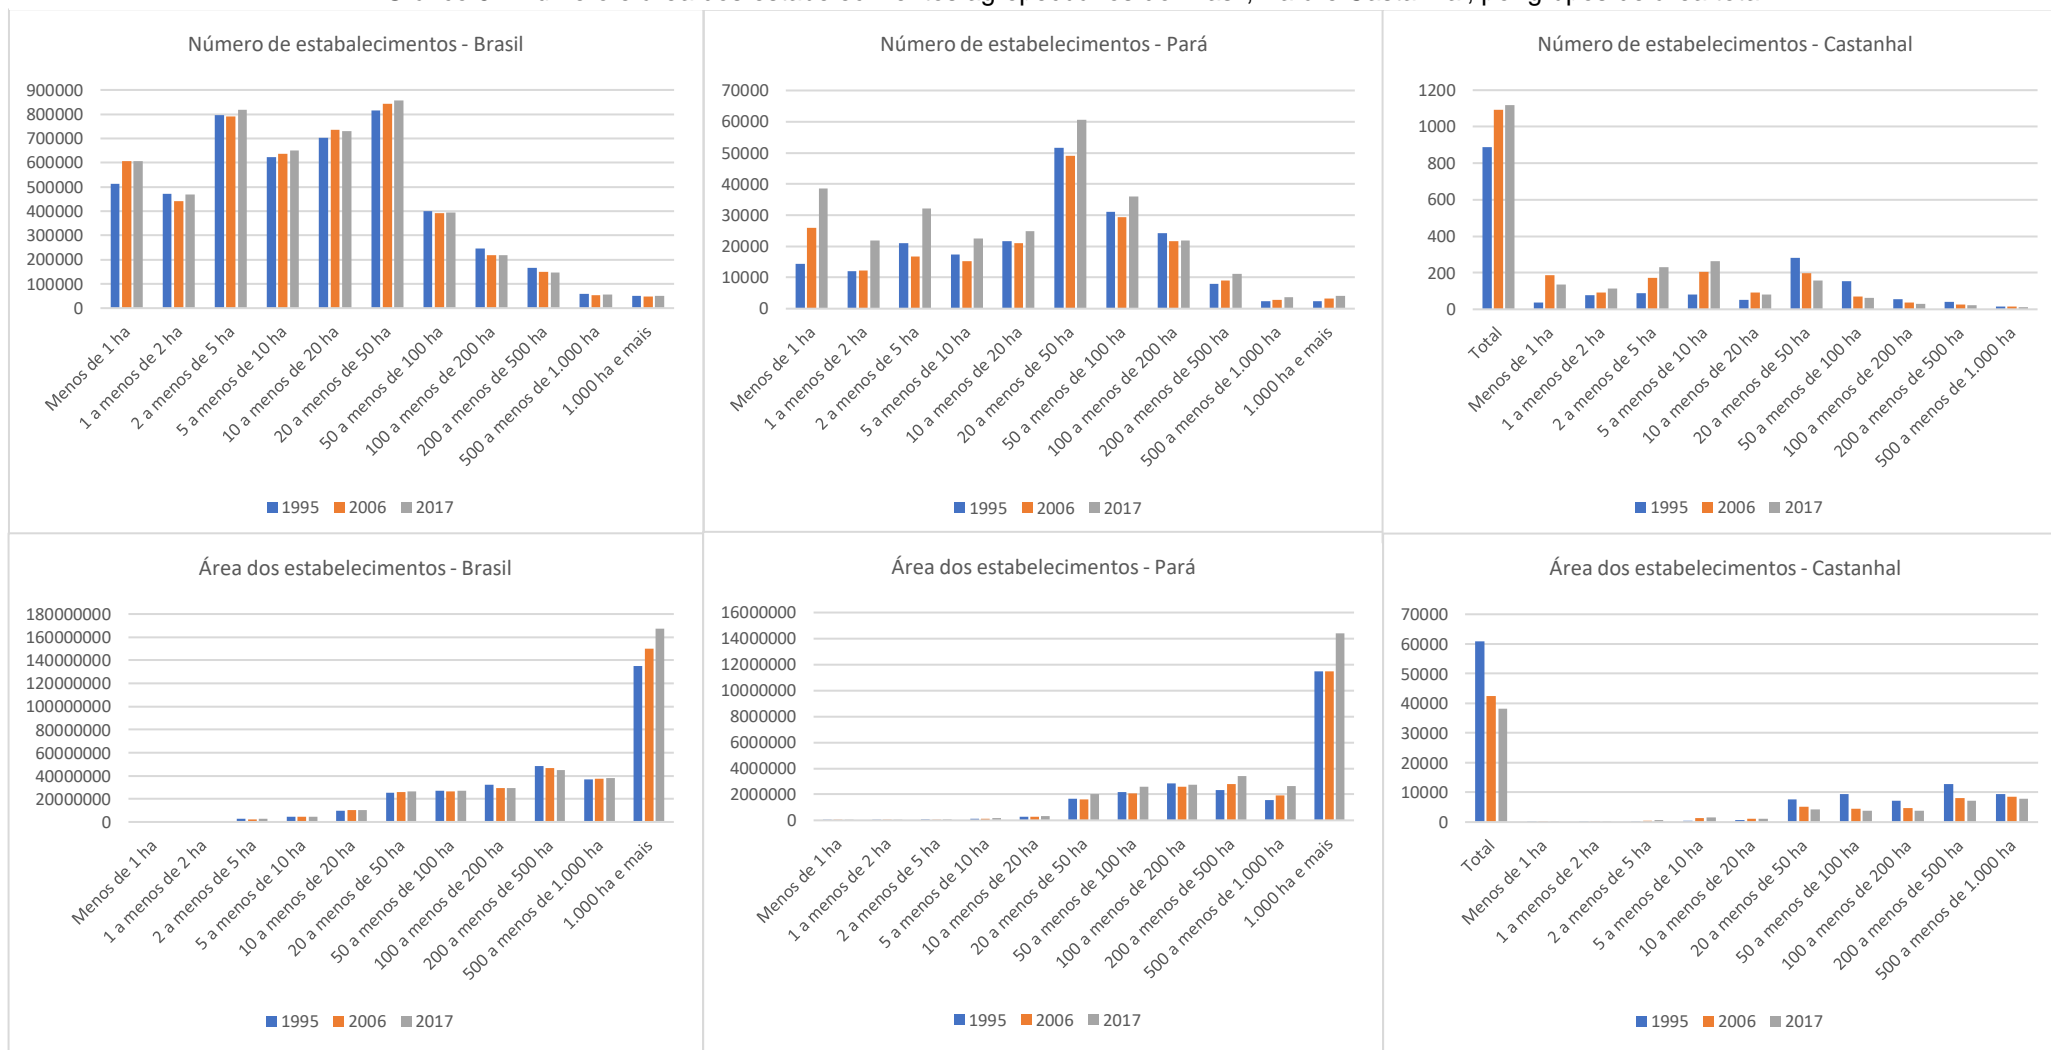 Número de estabalecimentos - Brasil
900000
800000
700000
600000
500000
400000
300000
200000
100000
0
Menos de 1 ha
1 a menos de 2 ha
2 a menos de 5 ha
5 a menos de 10 ha
10 a menos de 20 ha
20 a menos de 50 ha
50 a menos de 100 ha
100 a menos de 200 ha
200 a menos de 500 ha
500 a menos de 1.000 ha
1.000 ha e mais
1995 2006 2017
Número de estabelecimentos - Pará
70000
60000
50000
40000
30000
20000
10000
0
Menos de 1 ha
1 a menos de 2 ha
2 a menos de 5 ha
5 a menos de 10 ha
10 a menos de 20 ha
20 a menos de 50 ha
50 a menos de 100 ha
100 a menos de 200 ha
200 a menos de 500 ha
500 a menos de 1.000 ha
1.000 ha e mais
1995 2006 2017
Número de estabelecimentos - Castanhal
1200
1000
800
600
400
200
0
Total
Menos de 1 ha
1 a menos de 2 ha
2 a menos de 5 ha
5 a menos de 10 ha
10 a menos de 20 ha
20 a menos de 50 ha
50 a menos de 100 ha
100 a menos de 200 ha
200 a menos de 500 ha
500 a menos de 1.000 ha
1995 2006 2017
Área dos estabelecimentos - Brasil
180000000
160000000
140000000
120000000
100000000
80000000
60000000
40000000
20000000
0
Menos de 1 ha
1 a menos de 2 ha
2 a menos de 5 ha
5 a menos de 10 ha
10 a menos de 20 ha
20 a menos de 50 ha
50 a menos de 100 ha
100 a menos de 200 ha
200 a menos de 500 ha
500 a menos de 1.000 ha
1.000 ha e mais
1995 2006 2017
Área dos estabelecimentos - Pará
16000000
14000000
12000000
10000000
8000000
6000000
4000000
2000000
0
Menos de 1 ha
1 a menos de 2 ha
2 a menos de 5 ha
5 a menos de 10 ha
10 a menos de 20 ha
20 a menos de 50 ha
50 a menos de 100 ha
100 a menos de 200 ha
200 a menos de 500 ha
500 a menos de 1.000 ha
1.000 ha e mais
1995 2006 2017
Área dos estabelecimentos - Castanhal
70000
60000
50000
40000
30000
20000
10000
0
Total
Menos de 1 ha
1 a menos de 2 ha
2 a menos de 5 ha
5 a menos de 10 ha
10 a menos de 20 ha
20 a menos de 50 ha
50 a menos de 100 ha
100 a menos de 200 ha
200 a menos de 500 ha
500 a menos de 1.000 ha
1995 2006 2017